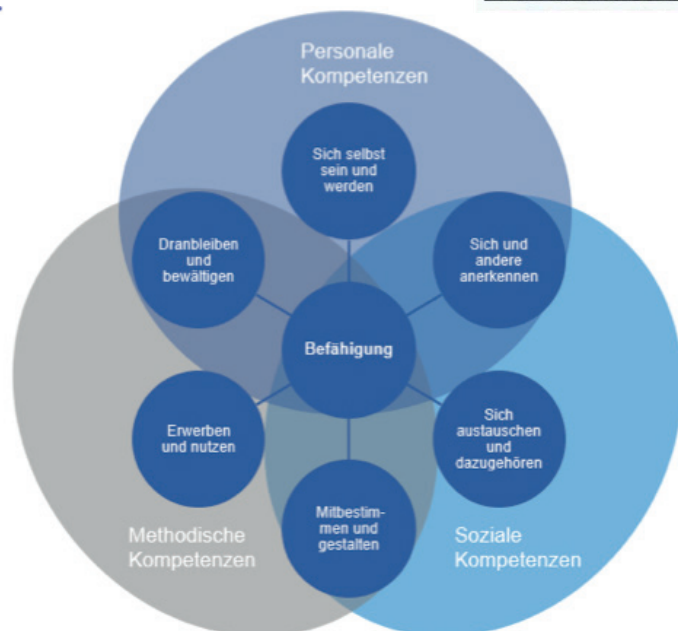 Personale
Kompetenzen
Sich selbst
sein und
werden
Dranbleiben
und
bewältigen
Sich und
andere
anerkennen
Befähigung
Erwerben
und nutzen
Sich
austauschen
und
dazugehören
Mitbestim-
men und
gestalten
Methodische
Kompetenzen
Soziale
Kompetenzen